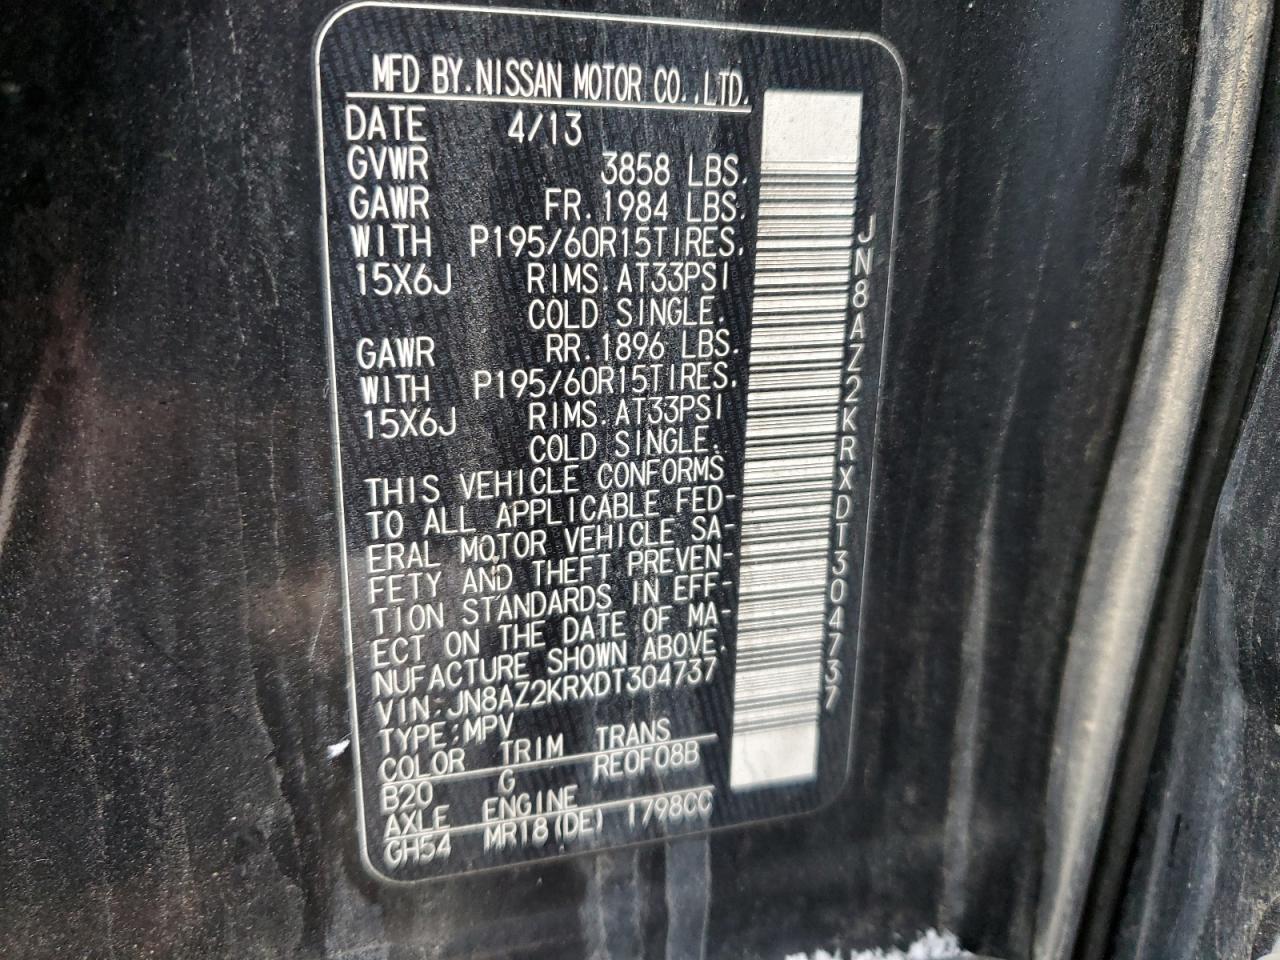 MFD BY.NISSAN MOTOR CO.,LTD.
DATE 4/13
GVWR 3858 LBS.
GAWR FR.1984 LBS.
WITH P195/60R15TIRES.
15X6J RIMS.AT33PSI
COLD SINGLE.
GAWR RR.1896 LBS.
WITH P195/60R15TIRES.
15X6J RIMS.AT33PSI
COLD SINGLE.
THIS VEHICLE CONFORMS
TO ALL APPLICABLE FED-
ERAL MOTOR VEHICLE SA-
FETY AND THEFT PREVEN-
TION STANDARDS IN EFF-
ECT ON THE DATE OF MA-
NUFACTURE SHOWN ABOVE.
VIN:JN8AZ2KRXDT304737
TYPE:MPV
COLOR TRIM TRANS
B20 G RE0F08B
AXLE ENGINE
GH54 MR18(DE) 1798CC
JN8AZ2KRXDT304737